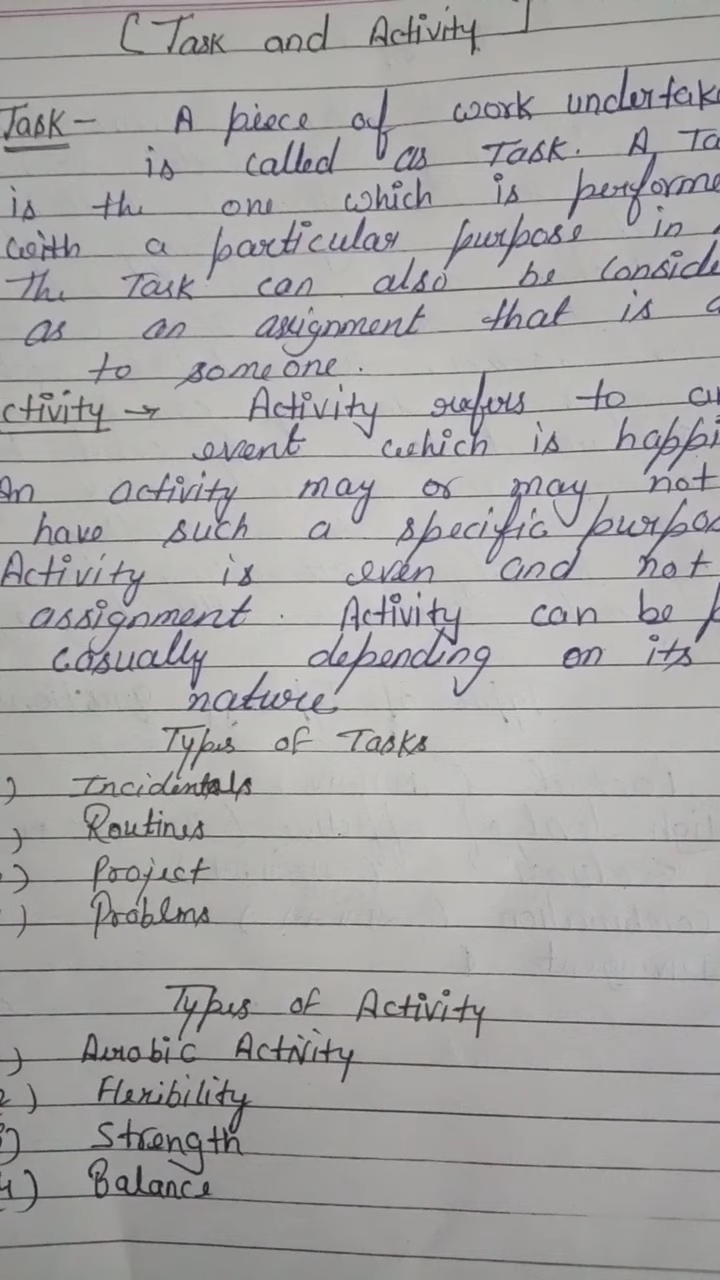 [Task and Activity]
Task - A piece of work undertak
is called as TASK. A Ta
is the one which is performe
with a particular purpose in
The Task can also be conside
as an assignment that is a
to someone.
ctivity → Activity refers to an
event which is happi
An activity may or may not
have such a specific purpos
Activity is even and not
assignment. Activity can be p
casually depending on its
nature
Types of Tasks
) Incidentals
) Routines
) Project
) Problms
Types of Activity
) Aerobic Activity
2) Flexibility
3) Strength
4) Balance